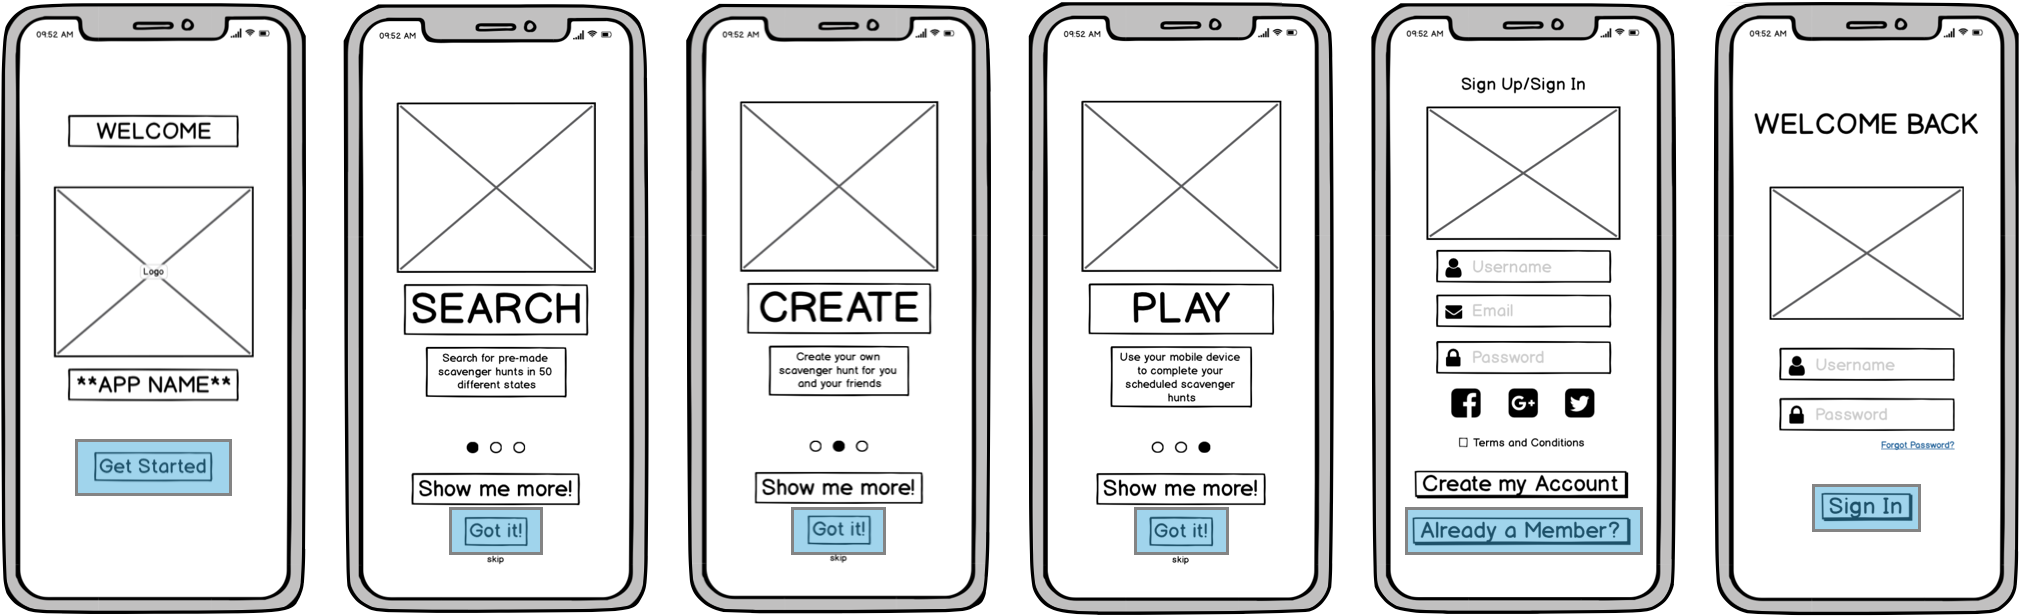 09:52 AM
WELCOME
Logo
**APP NAME**
Get Started
09:52 AM
SEARCH
Search for pre-made
scavenger hunts in 50
different states
Show me more!
Got it!
skip
09:52 AM
CREATE
Create your own
scavenger hunt for you
and your friends
Show me more!
Got it!
skip
09:52 AM
PLAY
Use your mobile device
to complete your
scheduled scavenger
hunts
Show me more!
Got it!
skip
09:52 AM
Sign Up/Sign In
Username
Email
Password
G+
Terms and Conditions
Create my Account
Already a Member?
09:52 AM
WELCOME BACK
Username
Password
Forgot Password?
Sign In